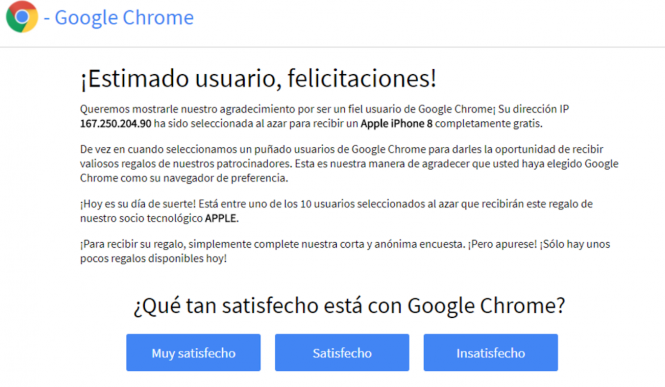 - Google Chrome
¡Estimado usuario, felicitaciones!
Queremos mostrarle nuestro agradecimiento por ser un fiel usuario de Google Chrome¡ Su dirección IP
167.250.204.90 ha sido seleccionada al azar para recibir un Apple iPhone 8 completamente gratis.
De vez en cuando seleccionamos un puñado usuarios de Google Chrome para darles la oportunidad de recibir
valiosos regalos de nuestros patrocinadores. Esta es nuestra manera de agradecer que usted haya elegido Google
Chrome como su navegador de preferencia.
¡Hoy es su día de suerte! Está entre uno de los 10 usuarios seleccionados al azar que recibirán este regalo de
nuestro socio tecnológico APPLE.
¡Para recibir su regalo, simplemente complete nuestra corta y anónima encuesta. ¡Pero apurese! ¡Sólo hay unos
pocos regalos disponibles hoy!
¿Qué tan satisfecho está con Google Chrome?
Muy satisfecho
Satisfecho
Insatisfecho